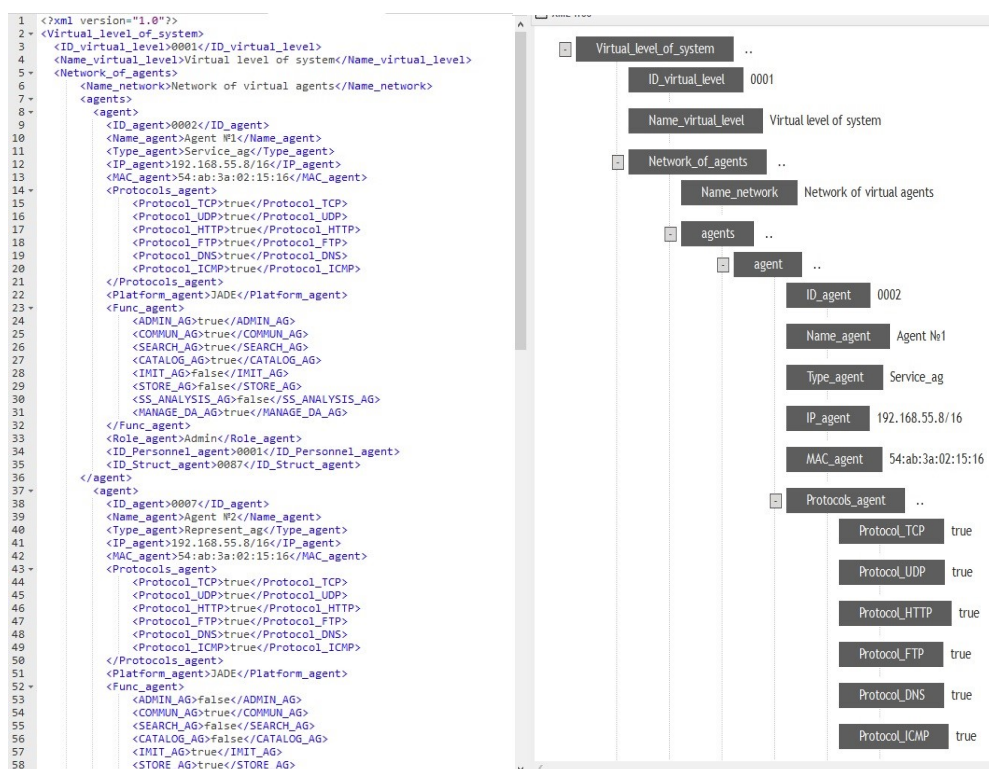 1 <?xml version="1.0"?>
2 <Virtual_level_of_system>
3 <ID_virtual_level>0001</ID_virtual_level>
4 <Name_virtual_level>Virtual level of system</Name_virtual_level>
5 <Network_of_agents>
6 <Name_network>Network of virtual agents</Name_network>
7 <agents>
8 <agent>
9 <ID_agent>0002</ID_agent>
10 <Name_agent>Agent №1</Name_agent>
11 <Type_agent>Service_ag</Type_agent>
12 <IP_agent>192.168.55.8/16</IP_agent>
13 <MAC_agent>54:ab:3a:02:15:16</MAC_agent>
14 <Protocols_agent>
15 <Protocol_TCP>true</Protocol_TCP>
16 <Protocol_UDP>true</Protocol_UDP>
17 <Protocol_HTTP>true</Protocol_HTTP>
18 <Protocol_FTP>true</Protocol_FTP>
19 <Protocol_DNS>true</Protocol_DNS>
20 <Protocol_ICMP>true</Protocol_ICMP>
21 </Protocols_agent>
22 <Platform_agent>JADE</Platform_agent>
23 <Func_agent>
24 <ADMIN_AG>true</ADMIN_AG>
25 <COMMUN_AG>true</COMMUN_AG>
26 <SEARCH_AG>true</SEARCH_AG>
27 <CATALOG_AG>true</CATALOG_AG>
28 <IMIT_AG>false</IMIT_AG>
29 <STORE_AG>false</STORE_AG>
30 <SS_ANALYSIS_AG>false</SS_ANALYSIS_AG>
31 <MANAGE_DA_AG>true</MANAGE_DA_AG>
32 </Func_agent>
33 <Role_agent>Admin</Role_agent>
34 <ID_Personnel_agent>0001</ID_Personnel_agent>
35 <ID_Struct_agent>0087</ID_Struct_agent>
36 </agent>
37 <agent>
38 <ID_agent>0007</ID_agent>
39 <Name_agent>Agent №2</Name_agent>
40 <Type_agent>Represent_ag</Type_agent>
41 <IP_agent>192.168.55.8/16</IP_agent>
42 <MAC_agent>54:ab:3a:02:15:16</MAC_agent>
43 <Protocols_agent>
44 <Protocol_TCP>true</Protocol_TCP>
45 <Protocol_UDP>true</Protocol_UDP>
46 <Protocol_HTTP>true</Protocol_HTTP>
47 <Protocol_FTP>true</Protocol_FTP>
48 <Protocol_DNS>true</Protocol_DNS>
49 <Protocol_ICMP>true</Protocol_ICMP>
50 </Protocols_agent>
51 <Platform_agent>JADE</Platform_agent>
52 <Func_agent>
53 <ADMIN_AG>false</ADMIN_AG>
54 <COMMUN_AG>true</COMMUN_AG>
55 <SEARCH_AG>false</SEARCH_AG>
56 <CATALOG_AG>false</CATALOG_AG>
57 <IMIT_AG>true</IMIT_AG>
58 <STORE_AG>true</STORE_AG>
Virtual_level_of_system ..
ID_virtual_level 0001
Name_virtual_level Virtual level of system
Network_of_agents ..
Name_network Network of virtual agents
agents ..
agent ..
ID_agent 0002
Name_agent Agent №1
Type_agent Service_ag
IP_agent 192.168.55.8/16
MAC_agent 54:ab:3a:02:15:16
Protocols_agent ..
Protocol_TCP true
Protocol_UDP true
Protocol_HTTP true
Protocol_FTP true
Protocol_DNS true
Protocol_ICMP true